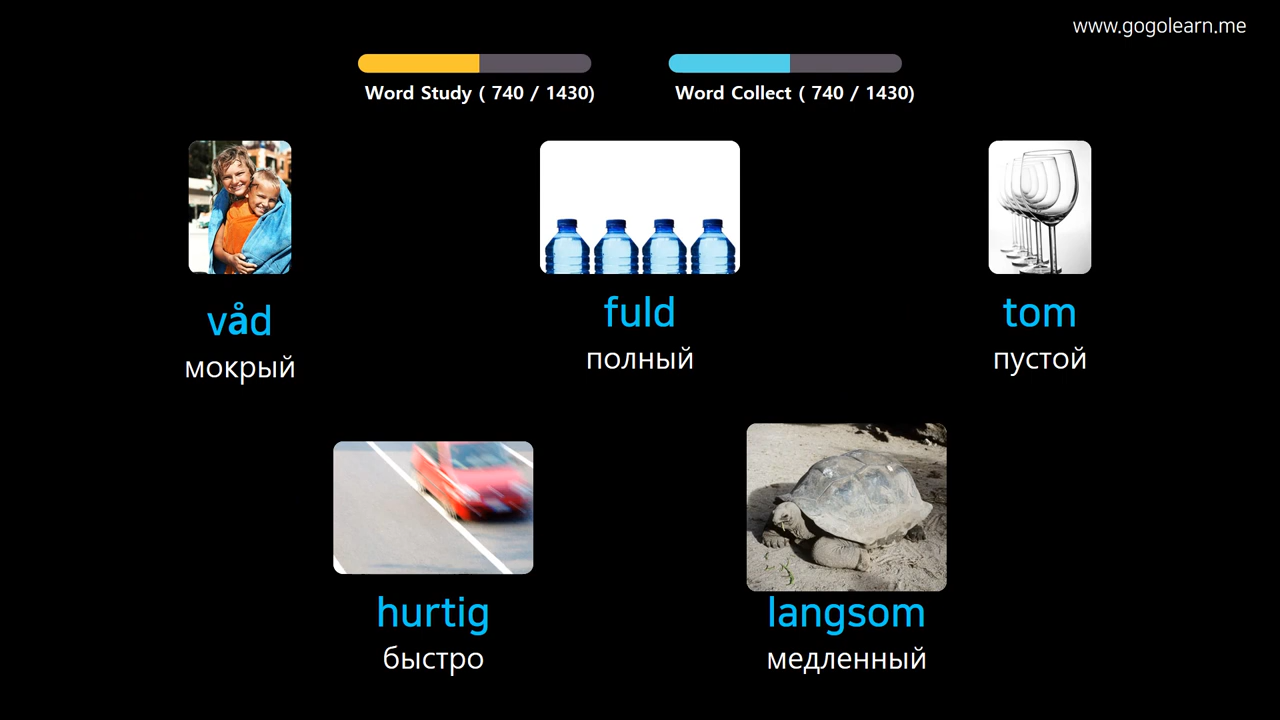 www.gogolearn.me
Word Study ( 740 / 1430)
Word Collect ( 740 / 1430)
våd
мокрый
fuld
полный
tom
пустой
hurtig
быстро
langsom
медленный